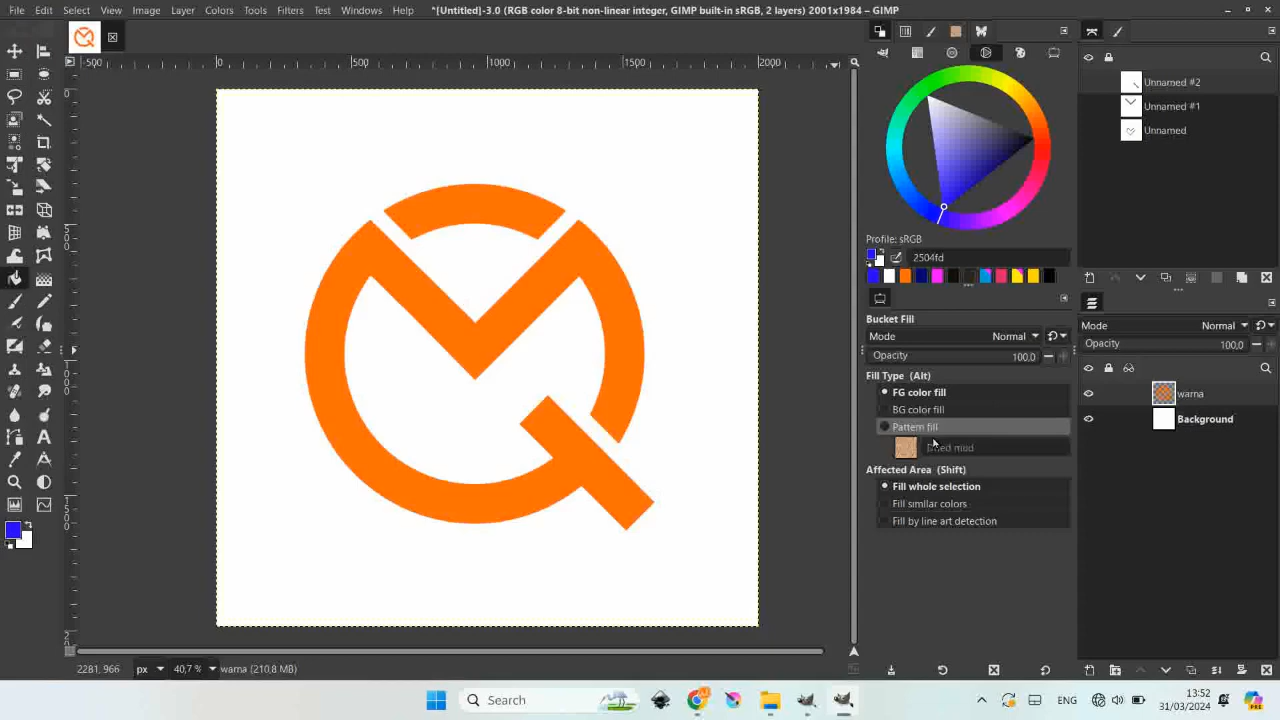 *[Untitled]-3.0 (RGB color 8-bit non-linear integer, GIMP built-in sRGB, 2 layers) 2001x1984 – GIMP
File Edit Select View Image Layer Colors Tools Filters Test Windows Help
-500 0 500 1000 1500 2000
Profile: sRGB
2504fd
Bucket Fill
Mode Normal
Opacity 100,0
Fill Type (Alt)
FG color fill
BG color fill
Pattern fill
Dried mud
Affected Area (Shift)
Fill whole selection
Fill similar colors
Fill by line art detection
Unnamed #2
Unnamed #1
Unnamed
Mode Normal
Opacity 100,0
warna
Background
2281, 966 px 40,7 % warna (210,8 MB)
Search
ENG
13:52
31/03/2024